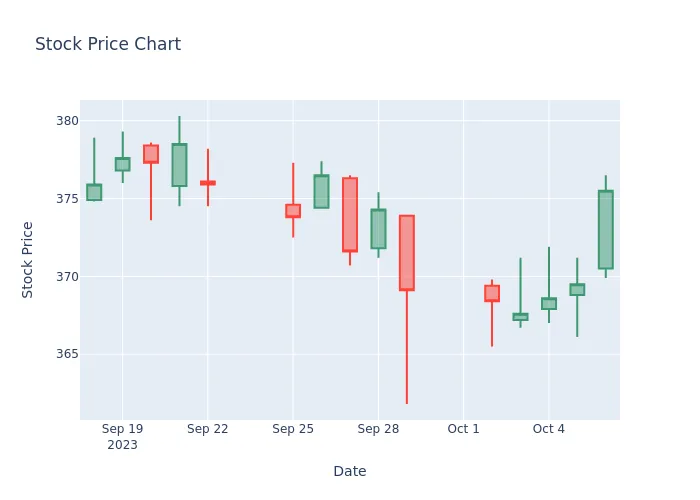 Stock Price Chart
380
375
370
365
Stock Price
Sep 19
2023
Sep 22
Sep 25
Sep 28
Oct 1
Oct 4
Date